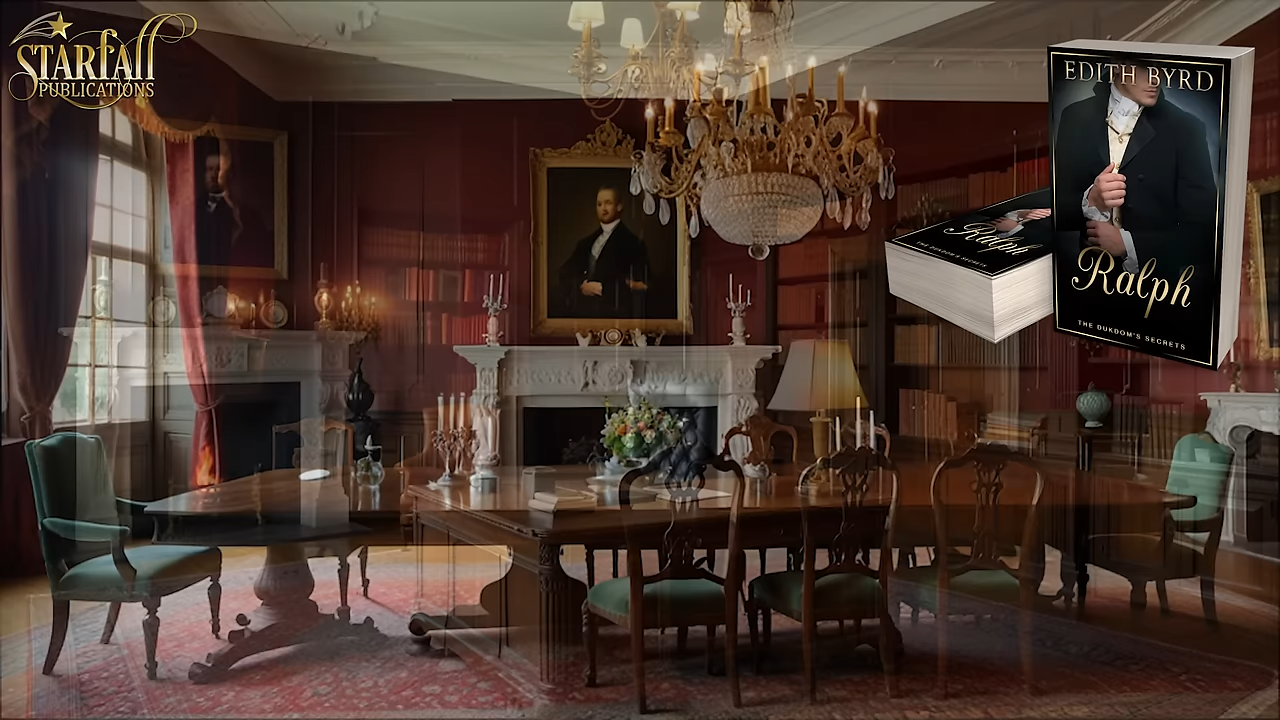 STARfall
PUBLICATIONS
EDITH BYRD
Ralph
THE DUKDOM'S SECRETS
Ralph
THE DUKDOM'S SECRETS